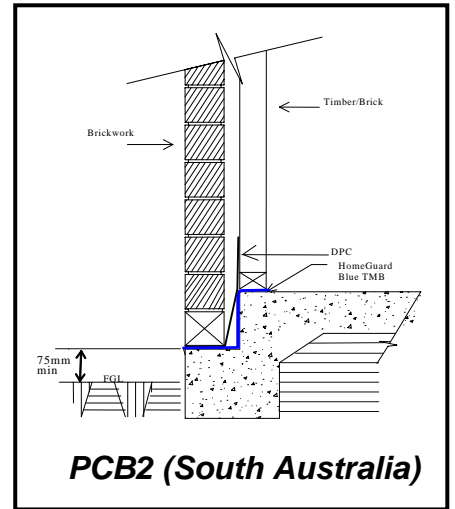 Timber/Brick
Brickwork
DPC
HomeGuard
Blue TMB
75mm
min
FGL
PCB2 (South Australia)